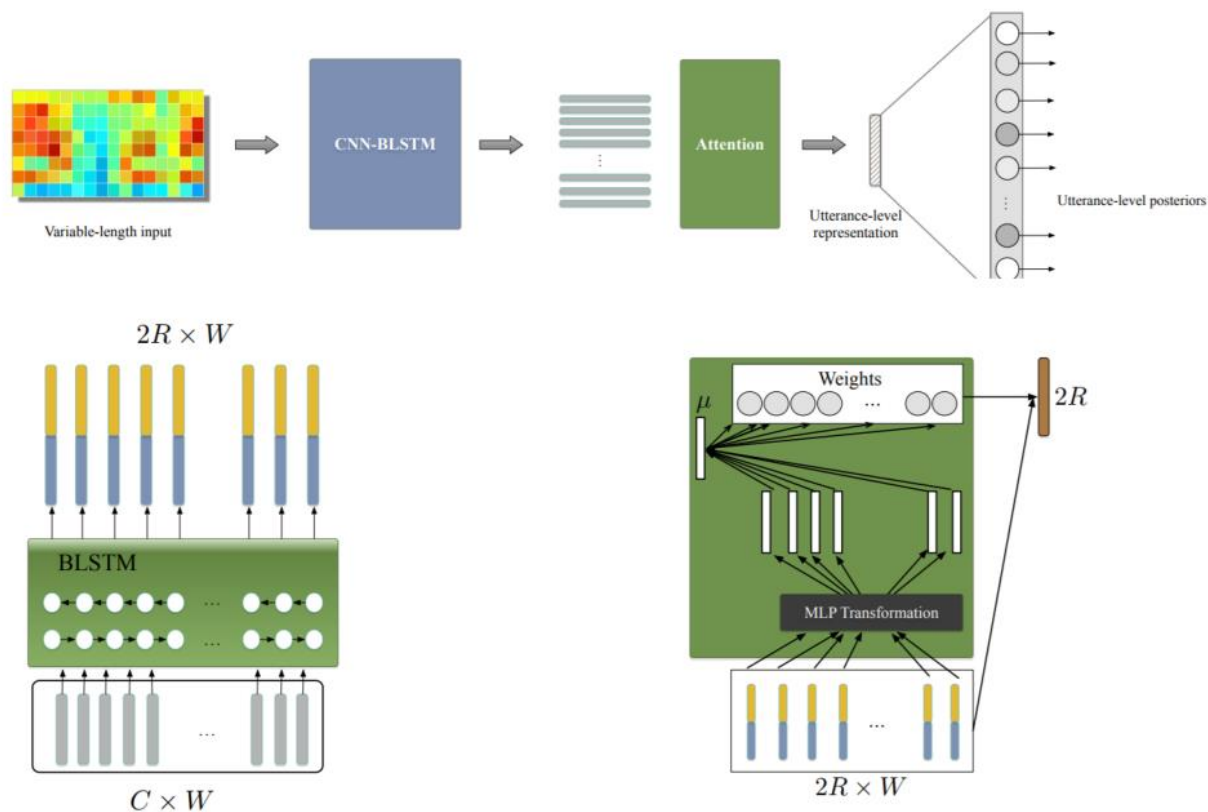 CNN-BLSTM
⋮
Attention
Variable-length input
Utterance-level
representation
⋮
Utterance-level posteriors
2R × W
BLSTM
...
...
...
C × W
Weights
μ
...
2R
MLP Transformation
...
2R × W